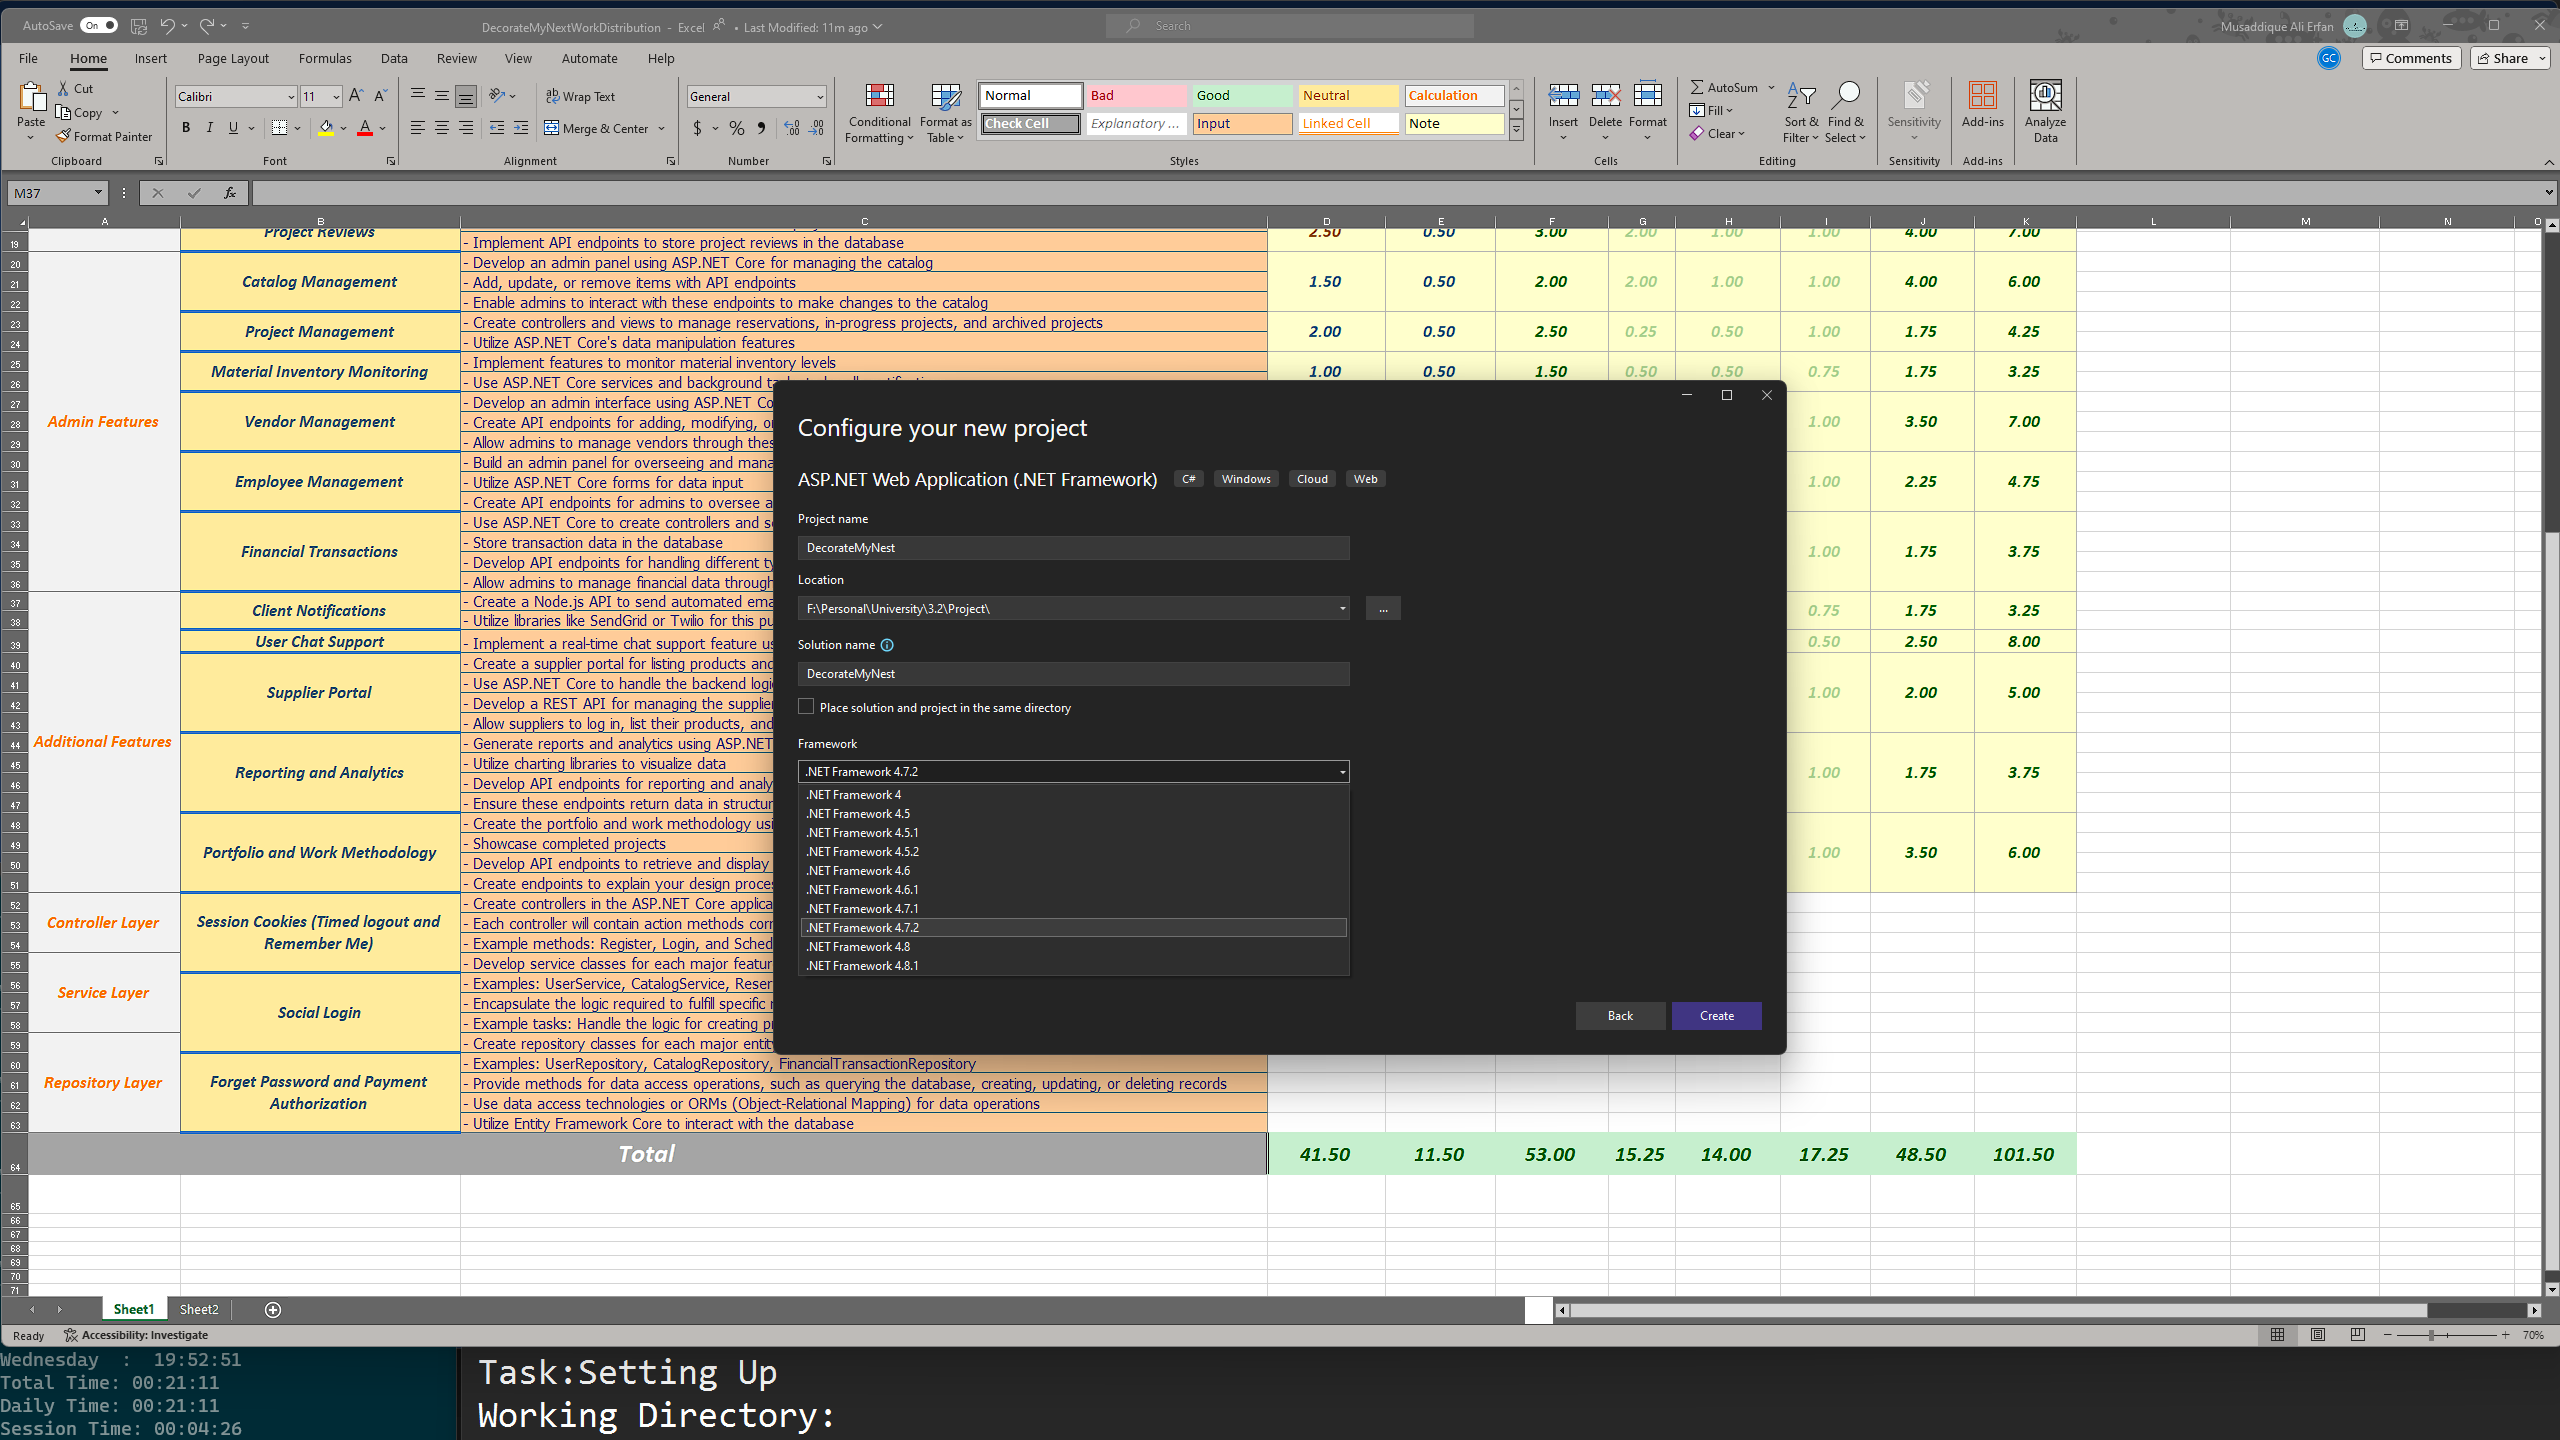 AutoSave On DecorateMyNextWorkDistribution - Excel • Last Modified: 11m ago Search Musaddique Ali Erfan
File Home Insert Page Layout Formulas Data Review View Automate Help GC Comments Share
Paste Cut Copy Format Painter Clipboard
Calibri 11 B I U Font
Wrap Text Merge & Center Alignment
General $ % Number
Conditional Formatting Format as Table
Normal Bad Good Neutral Calculation
Check Cell Explanatory ... Input Linked Cell Note
Styles
Insert Delete Format Cells
AutoSum Fill Clear Sort & Filter Find & Select Editing
Sensitivity Sensitivity
Add-ins Add-ins
Analyze Data
M37 fx
A B C D E F G H I J K L M N O
19 Project Reviews - Implement API endpoints to store project reviews in the database 2.50 0.50 3.00 2.00 1.00 1.00 4.00 7.00
20 - Develop an admin panel using ASP.NET Core for managing the catalog
21 Catalog Management - Add, update, or remove items with API endpoints 1.50 0.50 2.00 2.00 1.00 1.00 4.00 6.00
22 - Enable admins to interact with these endpoints to make changes to the catalog
23 Project Management - Create controllers and views to manage reservations, in-progress projects, and archived projects 2.00 0.50 2.50 0.25 0.50 1.00 1.75 4.25
24 - Utilize ASP.NET Core's data manipulation features
25 Material Inventory Monitoring - Implement features to monitor material inventory levels 1.00 0.50 1.50 0.50 0.50 0.75 1.75 3.25
26 - Use ASP.NET Core services and background
27 - Develop an admin interface using ASP.NET Co
28 Admin Features Vendor Management - Create API endpoints for adding, modifying, or 1.00 3.50 7.00
29 - Allow admins to manage vendors through thes
30 - Build an admin panel for overseeing and mana
31 Employee Management - Utilize ASP.NET Core forms for data input 1.00 2.25 4.75
32 - Create API endpoints for admins to oversee a
33 - Use ASP.NET Core to create controllers and se
34 Financial Transactions - Store transaction data in the database 1.00 1.75 3.75
35 - Develop API endpoints for handling different ty
36 - Allow admins to manage financial data through
37 Client Notifications - Create a Node.js API to send automated ema 0.75 1.75 3.25
38 - Utilize libraries like SendGrid or Twilio for this pu
39 User Chat Support - Implement a real-time chat support feature us 0.50 2.50 8.00
40 - Create a supplier portal for listing products and
41 Supplier Portal - Use ASP.NET Core to handle the backend logi 1.00 2.00 5.00
42 - Develop a REST API for managing the supplier
43 - Allow suppliers to log in, list their products, and
44 Additional Features - Generate reports and analytics using ASP.NET
45 Reporting and Analytics - Utilize charting libraries to visualize data 1.00 1.75 3.75
46 - Develop API endpoints for reporting and analy
47 - Ensure these endpoints return data in structur
48 - Create the portfolio and work methodology usi
49 Portfolio and Work Methodology - Showcase completed projects 1.00 3.50 6.00
50 - Develop API endpoints to retrieve and display
51 - Create endpoints to explain your design proces
52 - Create controllers in the ASP.NET Core applica
53 Controller Layer Session Cookies (Timed logout and Remember Me) - Each controller will contain action methods corr
54 - Example methods: Register, Login, and Sched
55 - Develop service classes for each major featur
56 Service Layer - Examples: UserService, CatalogService, Reser
57 Social Login - Encapsulate the logic required to fulfill specific r
58 - Example tasks: Handle the logic for creating p
59 - Create repository classes for each major entity
60 - Examples: UserRepository, CatalogRepository, FinancialTransactionRepository
61 Repository Layer Forget Password and Payment Authorization - Provide methods for data access operations, such as querying the database, creating, updating, or deleting records
62 - Use data access technologies or ORMs (Object-Relational Mapping) for data operations
63 - Utilize Entity Framework Core to interact with the database
64 Total 41.50 11.50 53.00 15.25 14.00 17.25 48.50 101.50
65
66
67
68
69
70
71
Configure your new project
ASP.NET Web Application (.NET Framework) C# Windows Cloud Web
Project name
DecorateMyNest
Location
F:\Personal\University\3.2\Project\ ...
Solution name
DecorateMyNest
Place solution and project in the same directory
Framework
.NET Framework 4.7.2
.NET Framework 4
.NET Framework 4.5
.NET Framework 4.5.1
.NET Framework 4.5.2
.NET Framework 4.6
.NET Framework 4.6.1
.NET Framework 4.7.1
.NET Framework 4.7.2
.NET Framework 4.8
.NET Framework 4.8.1
Back Create
Sheet1 Sheet2
Ready Accessibility: Investigate 70%
Wednesday : 19:52:51
Total Time: 00:21:11
Daily Time: 00:21:11
Session Time: 00:04:26
Task:Setting Up
Working Directory: